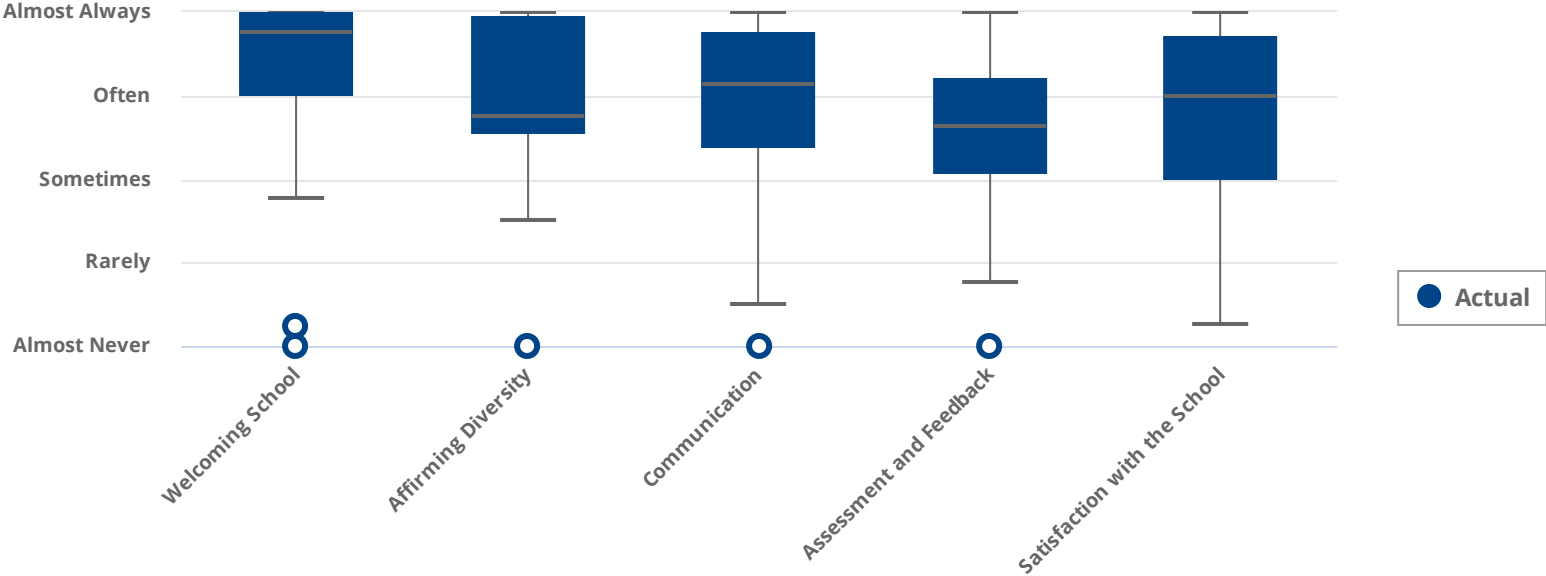 Almost Always
Often
Sometimes
Rarely
Almost Never
Welcoming School
Affirming Diversity
Communication
Assessment and Feedback
Satisfaction with the School
Actual